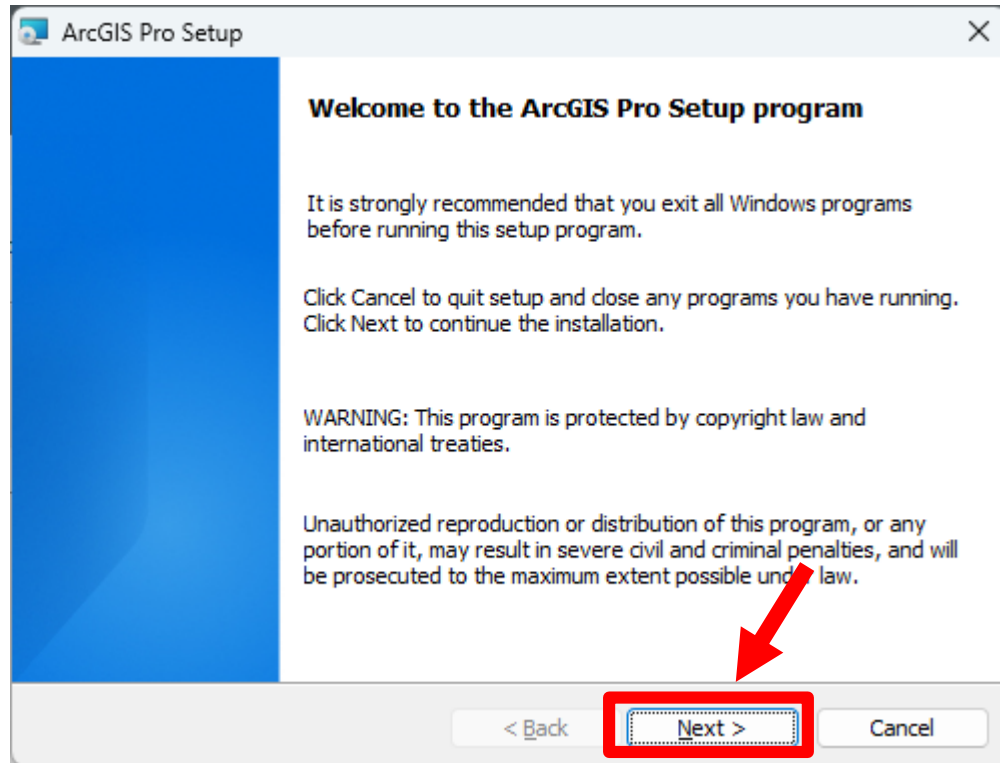 ArcGIS Pro Setup
Welcome to the ArcGIS Pro Setup program
It is strongly recommended that you exit all Windows programs
before running this setup program.
Click Cancel to quit setup and close any programs you have running.
Click Next to continue the installation.
WARNING: This program is protected by copyright law and
international treaties.
Unauthorized reproduction or distribution of this program, or any
portion of it, may result in severe civil and criminal penalties, and will
be prosecuted to the maximum extent possible under law.
< Back Next > Cancel